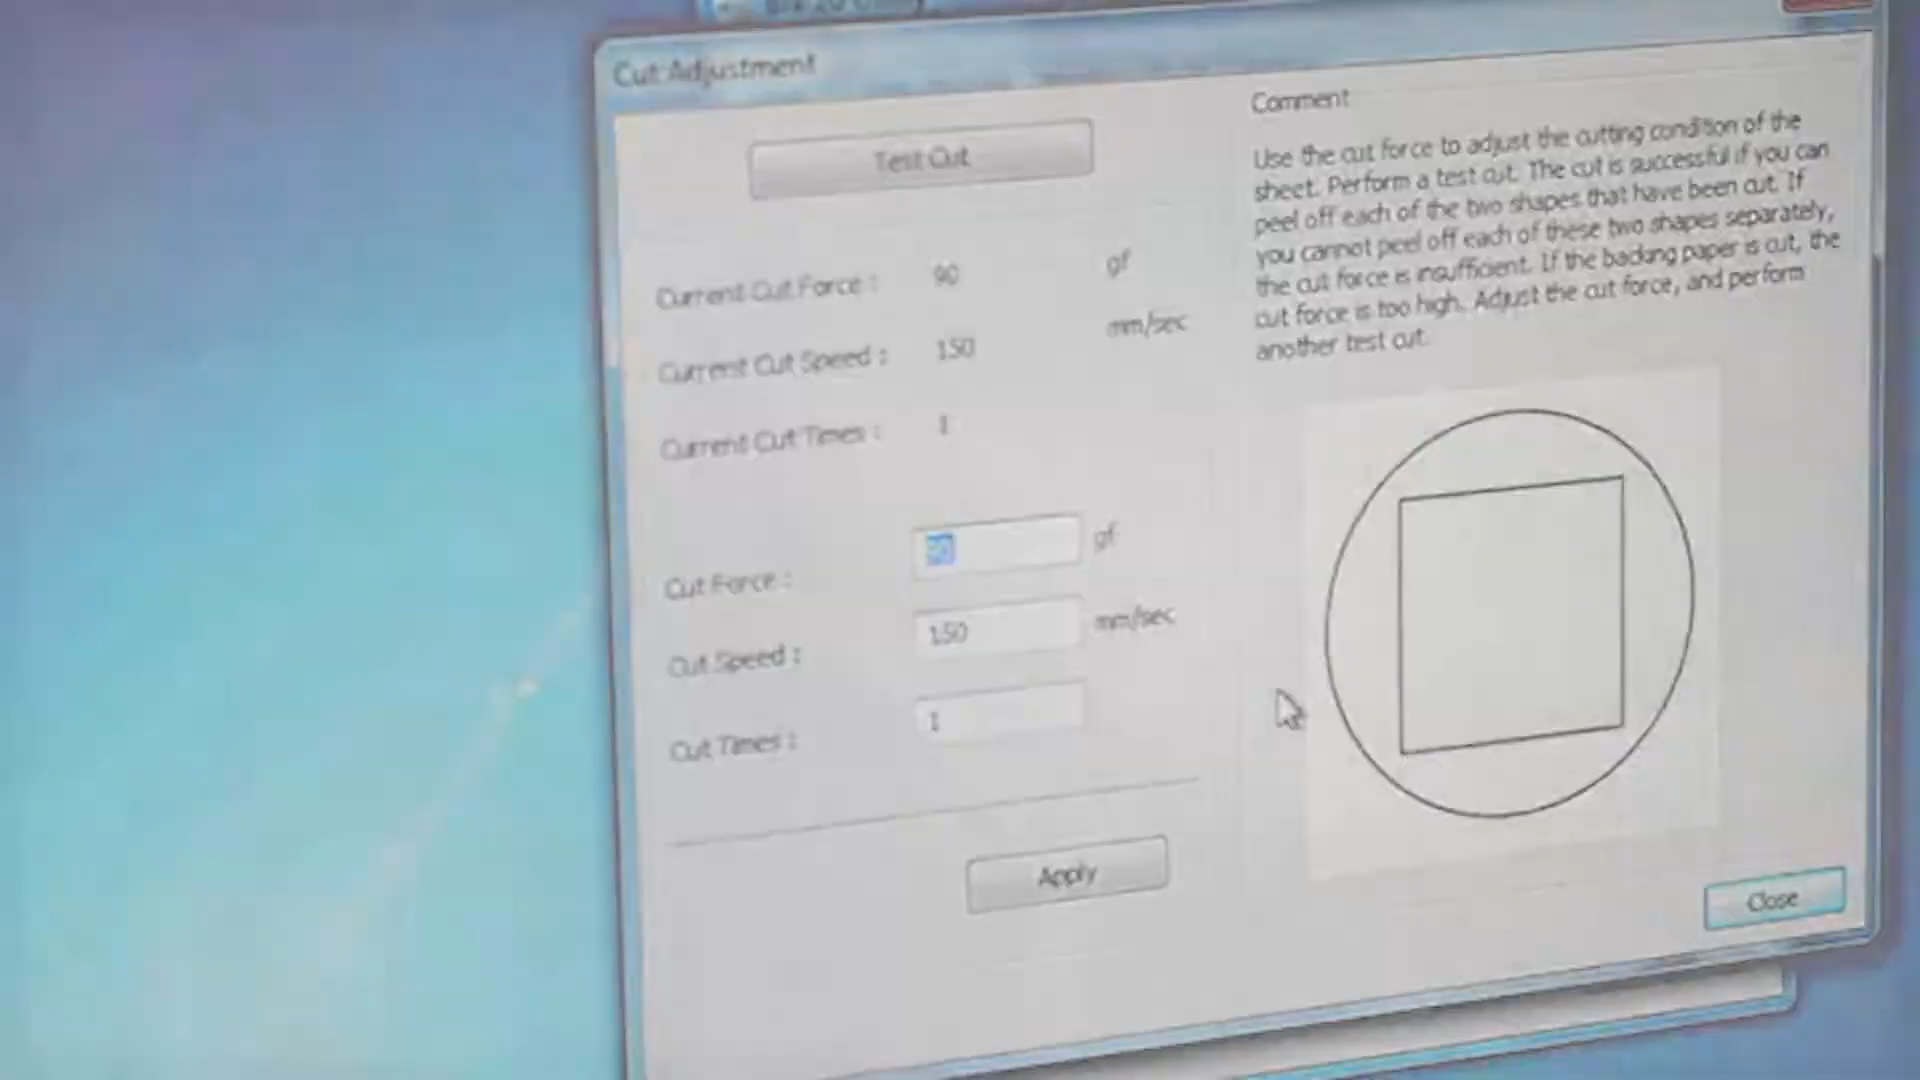 Cut Adjustment
Test Cut
Current Cut Force : 90 gf
Current Cut Speed : 150 mm/sec
Current Cut Times : 1
Cut Force : 90 gf
Cut Speed : 150 mm/sec
Cut Times : 1
Apply
Comment
Use the cut force to adjust the cutting condition of the
sheet. Perform a test cut. The cut is successful if you can
peel off each of the two shapes that have been cut. If
you cannot peel off each of these two shapes separately,
the cut force is insufficient. If the backing paper is cut, the
cut force is too high. Adjust the cut force, and perform
another test cut.
Close